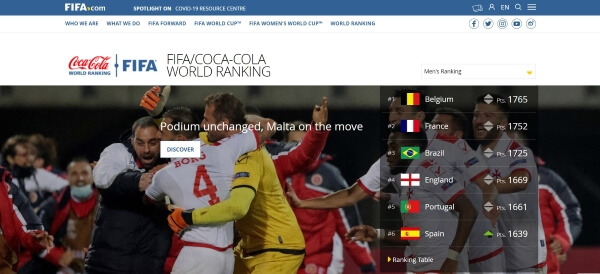 FIFA.com SPOTLIGHT ON COVID-19 RESOURCE CENTRE EN
WHO WE ARE WHAT WE DO FIFA FORWARD FIFA WORLD CUP™ FIFA WOMEN'S WORLD CUP™ WORLD RANKING
Coca-Cola
WORLD RANKING
FIFA®
FIFA/COCA-COLA
WORLD RANKING
Men's Ranking
Podium unchanged, Malta on the move
DISCOVER
BORG
4
#1 Belgium Pts. 1765
#2 France Pts. 1752
#3 Brazil Pts. 1725
#4 England Pts. 1669
#5 Portugal Pts. 1661
#6 Spain Pts. 1639
Ranking Table